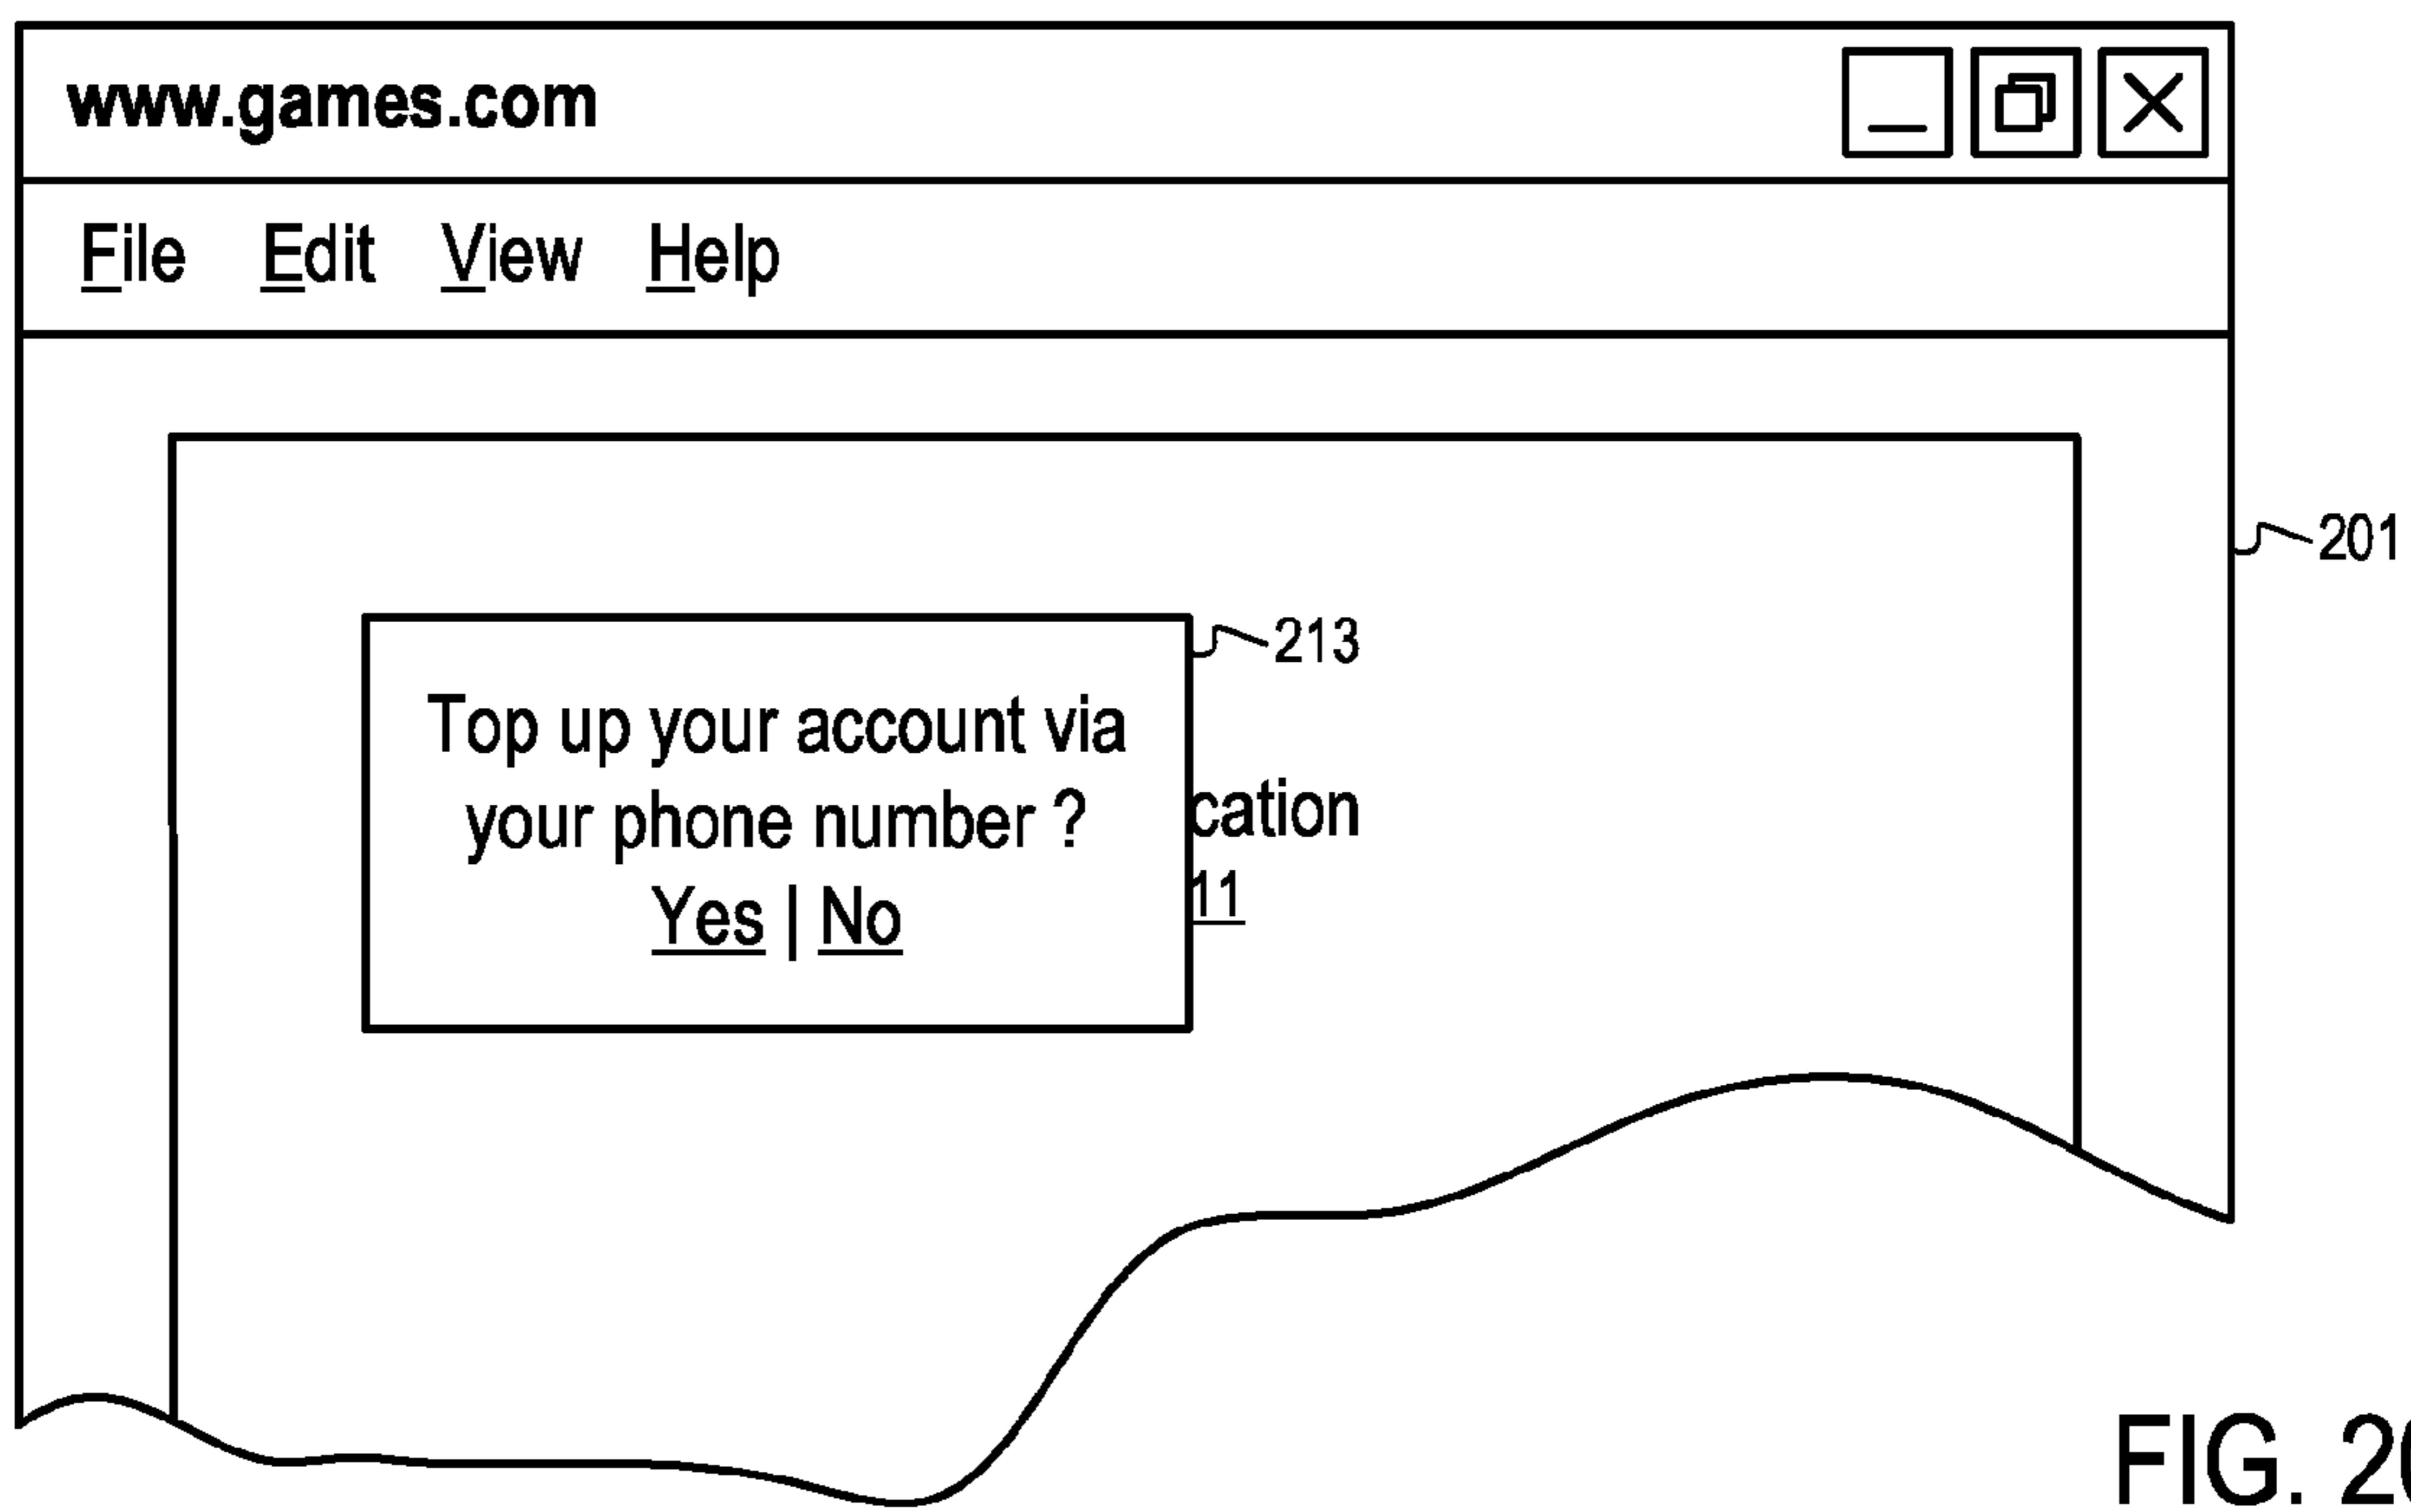 www.games.com
File Edit View Help
201
213
Top up your account via
your phone number ?
cation
Yes | No
11
FIG. 20